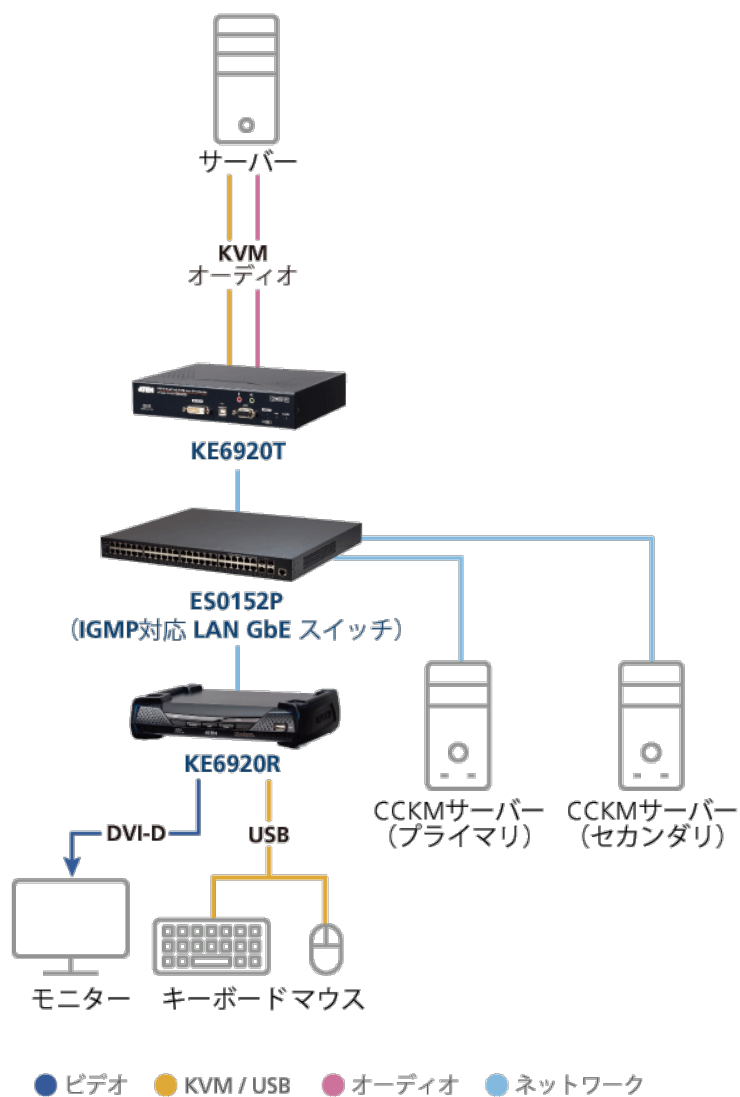 サーバー
KVM
オーディオ
ATEN
KE6920T
ES0152P
（IGMP対応 LAN GbE スイッチ）
ATEN
KE6920R
CCKMサーバー
（プライマリ）
CCKMサーバー
（セカンダリ）
DVI-D
USB
モニター
キーボード
マウス
ビデオ
KVM / USB
オーディオ
ネットワーク